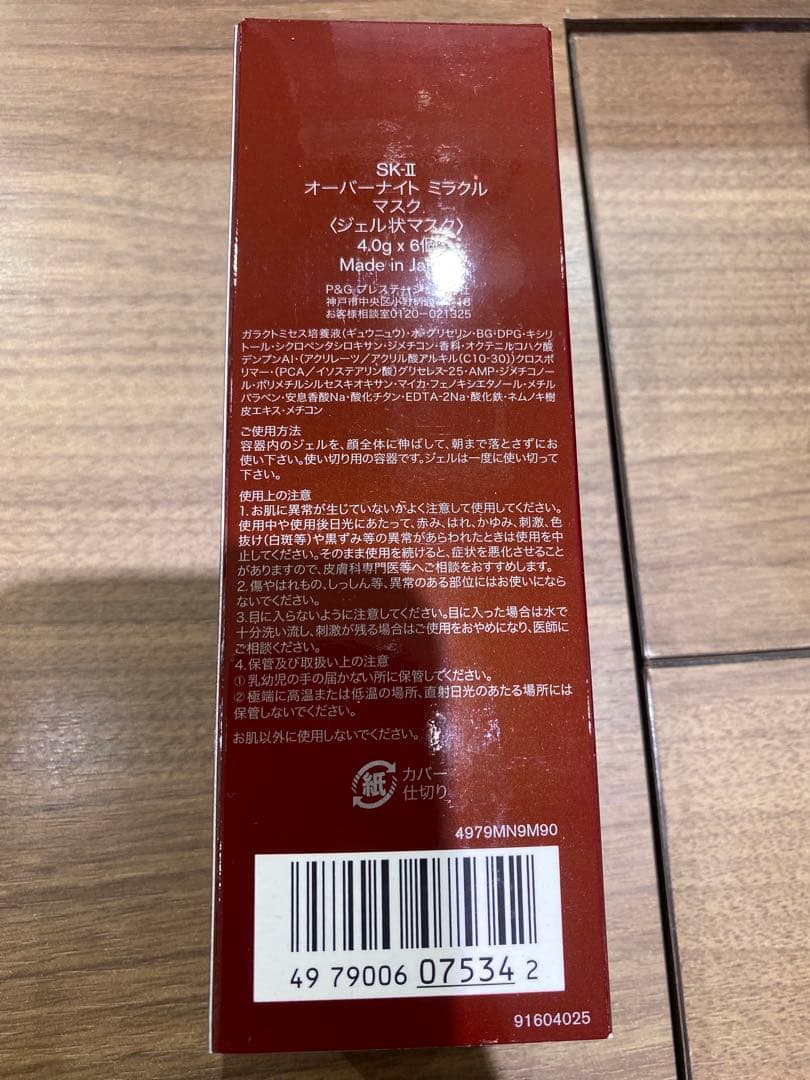 SK-II
オーバーナイト ミラクル
マスク
〈ジェル状マスク〉
4.0g x 6個
Made in
P&G プレステージ
神戸市中央区
お客様相談室0120-021325
ガラクトミセス培養液(ギュウニュウ)・水・グリセリン・BG・DPG・キシリ
トール・シクロペンタシロキサン・ジメチコン・香料・オクテニルコハク酸
デンプンAl・(アクリレーツ/アクリル酸アルキル(C10-30))クロスポ
リマー・(PCA/イソステアリン酸)グリセレス-25・AMP・ジメチコノー
ル・ポリメチルシルセスキオキサン・マイカ・フェノキシエタノール・メチル
パラベン・安息香酸Na・酸化チタン・EDTA-2Na・酸化鉄・ネムノキ樹
皮エキス・メチコン
ご使用方法
容器内のジェルを、顔全体に伸ばして、朝まで落とさずにお
使い下さい。使い切り用の容器です。ジェルは一度に使い切って
下さい。
使用上の注意
1.お肌に異常が生じていないかよく注意して使用してください。
使用中や使用後日光にあたって、赤み、はれ、かゆみ、刺激、色
抜け(白斑等)や黒ずみ等の異常があらわれたときは使用を中
止してください。そのまま使用を続けると、症状を悪化させること
がありますので、皮膚科専門医等へご相談をおすすめします。
2.傷やはれもの、しっしん等、異常のある部位にはお使いになら
ないでください。
3.目に入らないように注意してください。目に入った場合は水で
十分洗い流し、刺激が残る場合はご使用をおやめになり、医師に
ご相談ください。
4.保管及び取扱い上の注意
①乳幼児の手の届かない所に保管してください。
②極端に高温または低温の場所、直射日光のあたる場所には
保管しないでください。
お肌以外に使用しないでください。
紙
カバー
仕切り
4979MN9M90
49 79006 07534 2
91604025